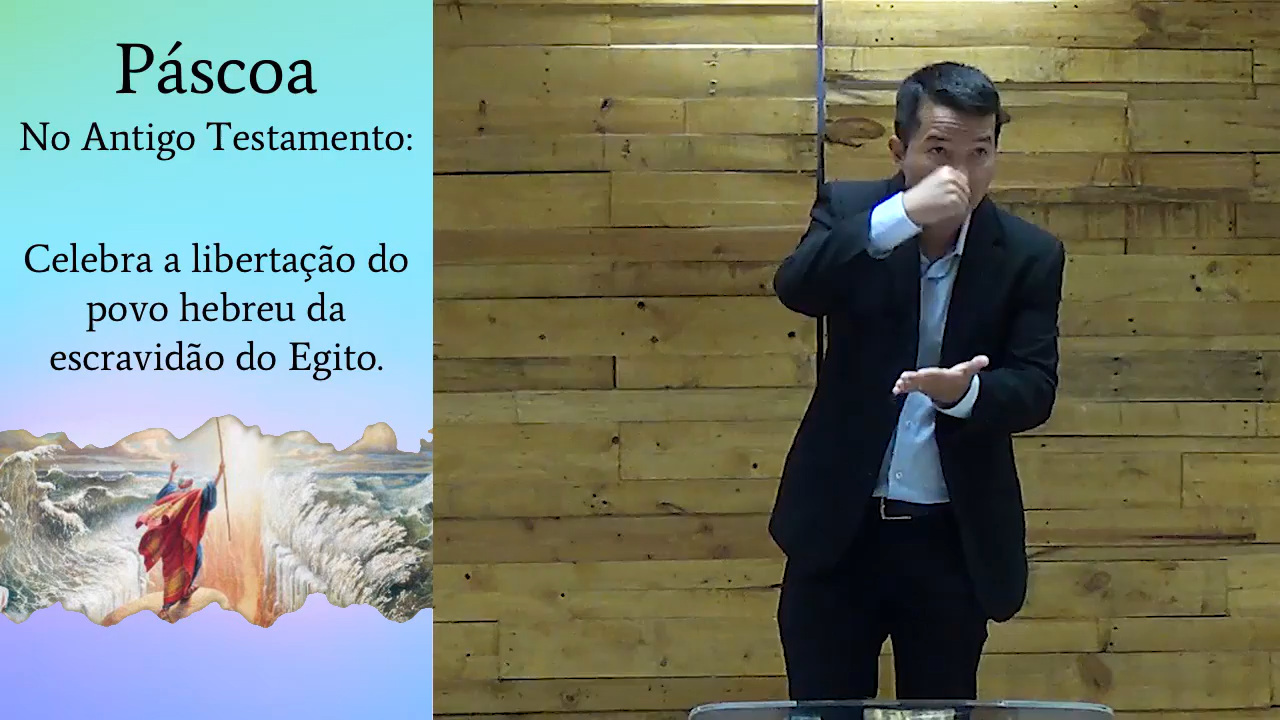 Páscoa
No Antigo Testamento:
Celebra a libertação do
povo hebreu da
escravidão do Egito.